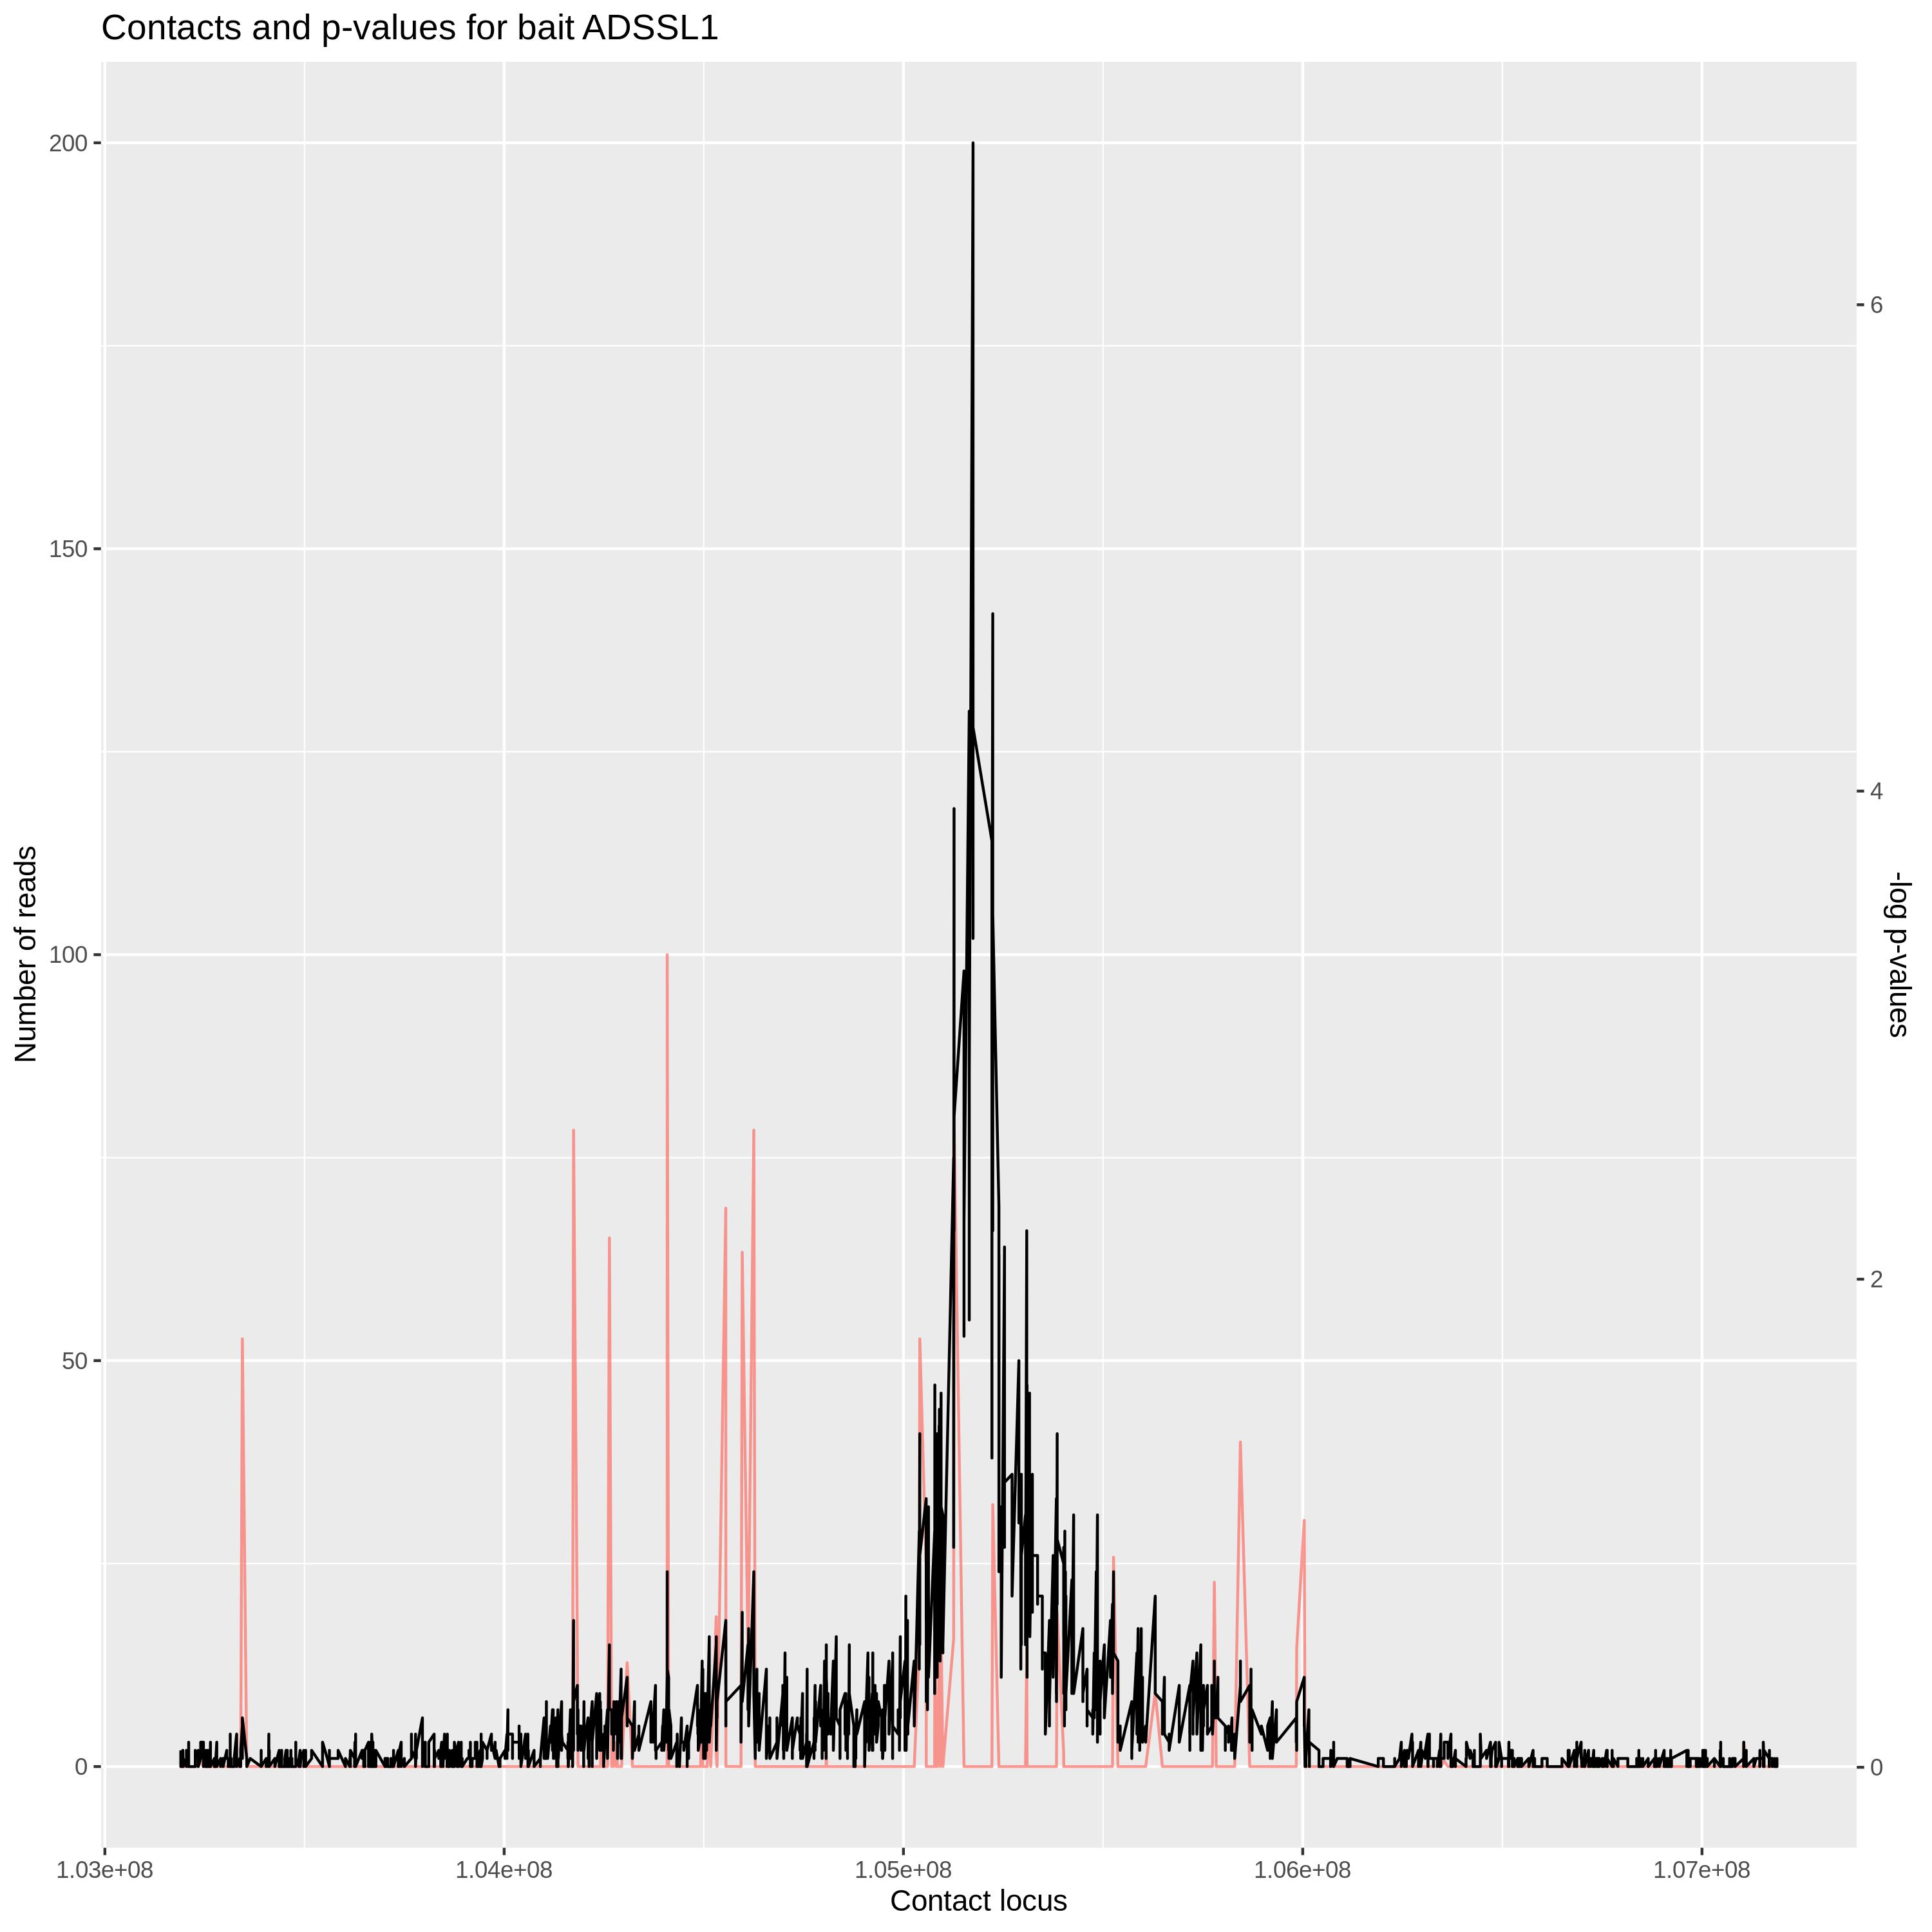 Contacts and p-values for bait ADSSL1
200
150
100
50
0
Number of reads
6
4
2
0
-log p-values
1.03e+08
1.04e+08
1.05e+08
1.06e+08
1.07e+08
Contact locus